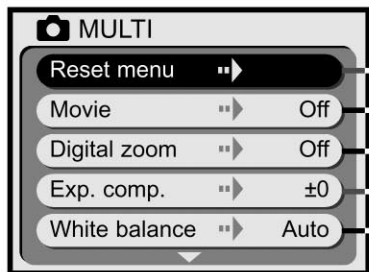 MULTI
Reset menu
Movie Off
Digital zoom Off
Exp. comp. ±0
White balance Auto